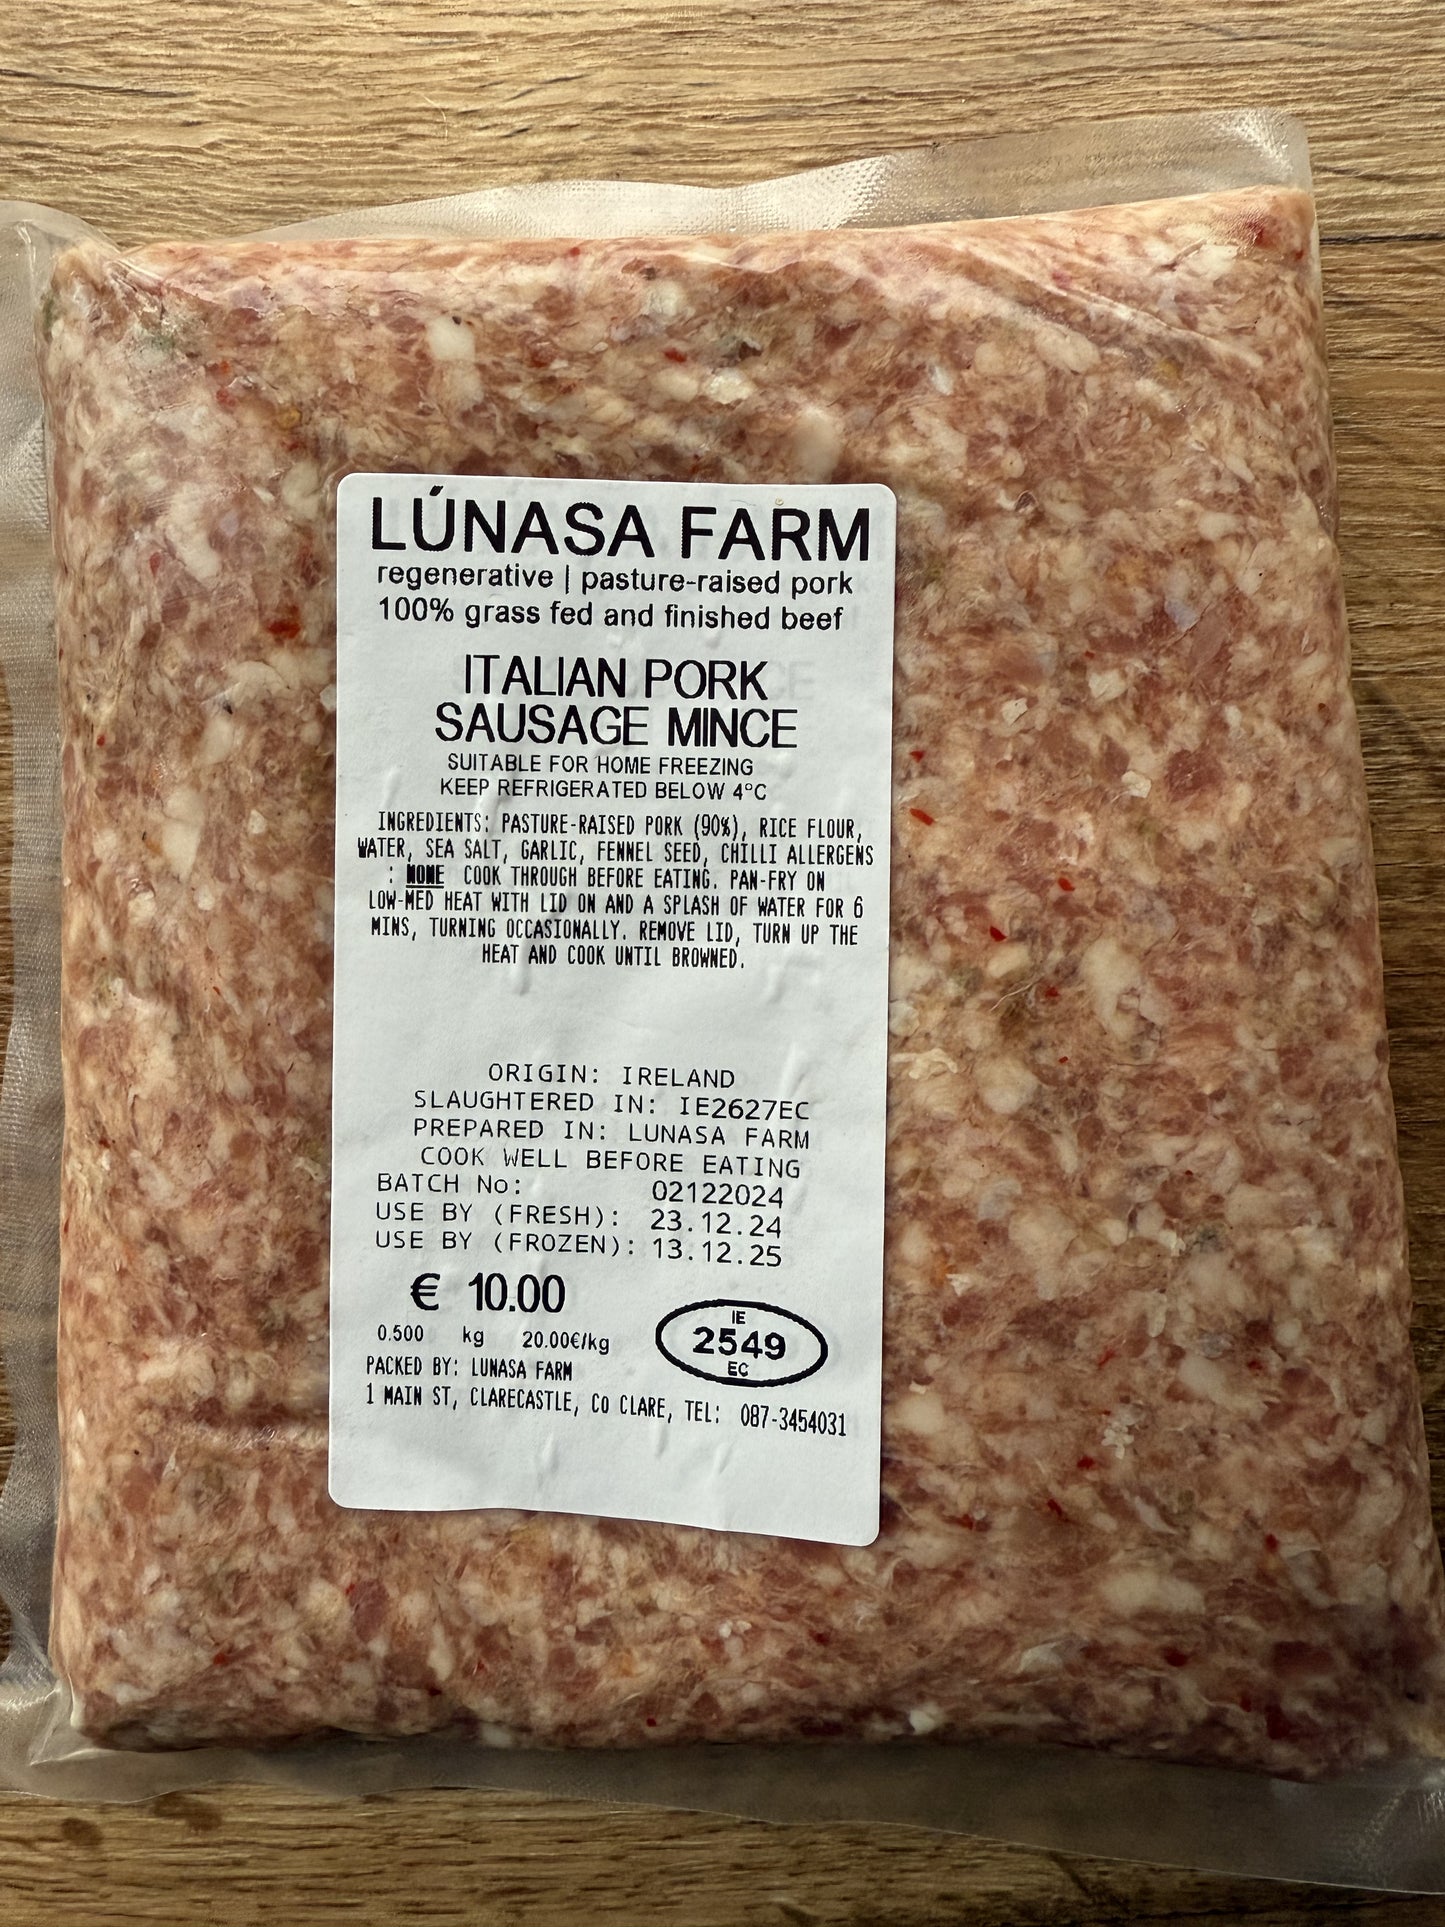 LÚNASA FARM
regenerative | pasture-raised pork
100% grass fed and finished beef
ITALIAN PORK
SAUSAGE MINCE
SUITABLE FOR HOME FREEZING
KEEP REFRIGERATED BELOW 4°C
INGREDIENTS: PASTURE-RAISED PORK (90%), RICE FLOUR,
WATER, SEA SALT, GARLIC, FENNEL SEED, CHILLI ALLERGENS
: NONE COOK THROUGH BEFORE EATING. PAN-FRY ON
LOW-MED HEAT WITH LID ON AND A SPLASH OF WATER FOR 6
MINS, TURNING OCCASIONALLY. REMOVE LID, TURN UP THE
HEAT AND COOK UNTIL BROWNED.
ORIGIN: IRELAND
SLAUGHTERED IN: IE2627EC
PREPARED IN: LUNASA FARM
COOK WELL BEFORE EATING
BATCH No: 02122024
USE BY (FRESH): 23.12.24
USE BY (FROZEN): 13.12.25
€ 10.00
0.500 kg 20.00€/kg
IE
2549
EC
PACKED BY: LUNASA FARM
1 MAIN ST, CLARECASTLE, CO CLARE, TEL: 087-3454031